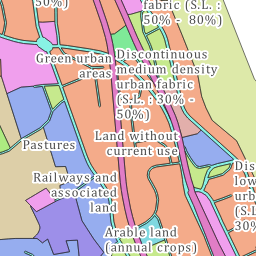 50%)
fabric (S.L. :
50% - 80%)
Green urban
areas
Discontinuous
medium density
urban fabric
(S.L. : 30% -
50%)
Land without
current use
Pastures
Railways and
associated
land
Dis
low
urb
(S.L
30%
Arable land
(annual crops)